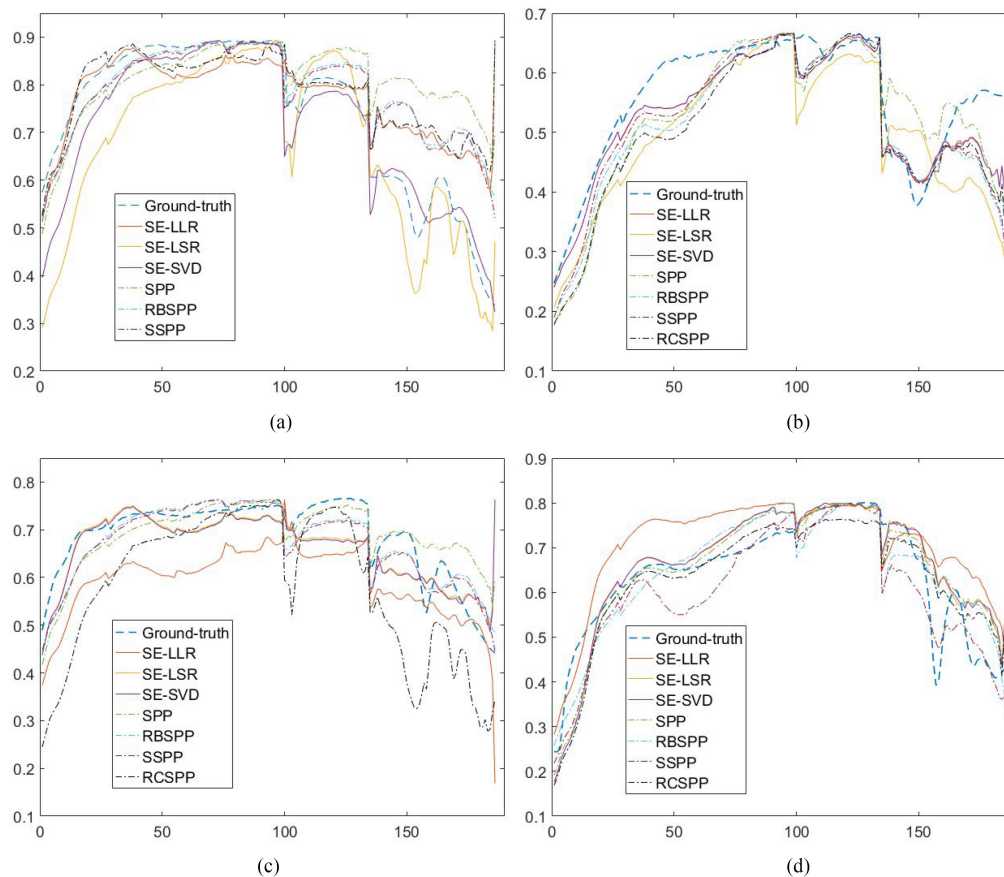 0.9
0.8
0.7
0.6
0.5
0.4
0.3
0.2
0 50 100 150
Ground-truth
SE-LLR
SE-LSR
SE-SVD
SPP
RBSPP
SSPP
(a)
0.7
0.6
0.5
0.4
0.3
0.2
0.1
0 50 100 150
Ground-truth
SE-LLR
SE-LSR
SE-SVD
SPP
RBSPP
SSPP
RCSPP
(b)
0.8
0.7
0.6
0.5
0.4
0.3
0.2
0.1
0 50 100 150
Ground-truth
SE-LLR
SE-LSR
SE-SVD
SPP
RBSPP
SSPP
RCSPP
(c)
0.9
0.8
0.7
0.6
0.5
0.4
0.3
0.2
0.1
0 50 100 150
Ground-truth
SE-LLR
SE-LSR
SE-SVD
SPP
RBSPP
SSPP
RCSPP
(d)